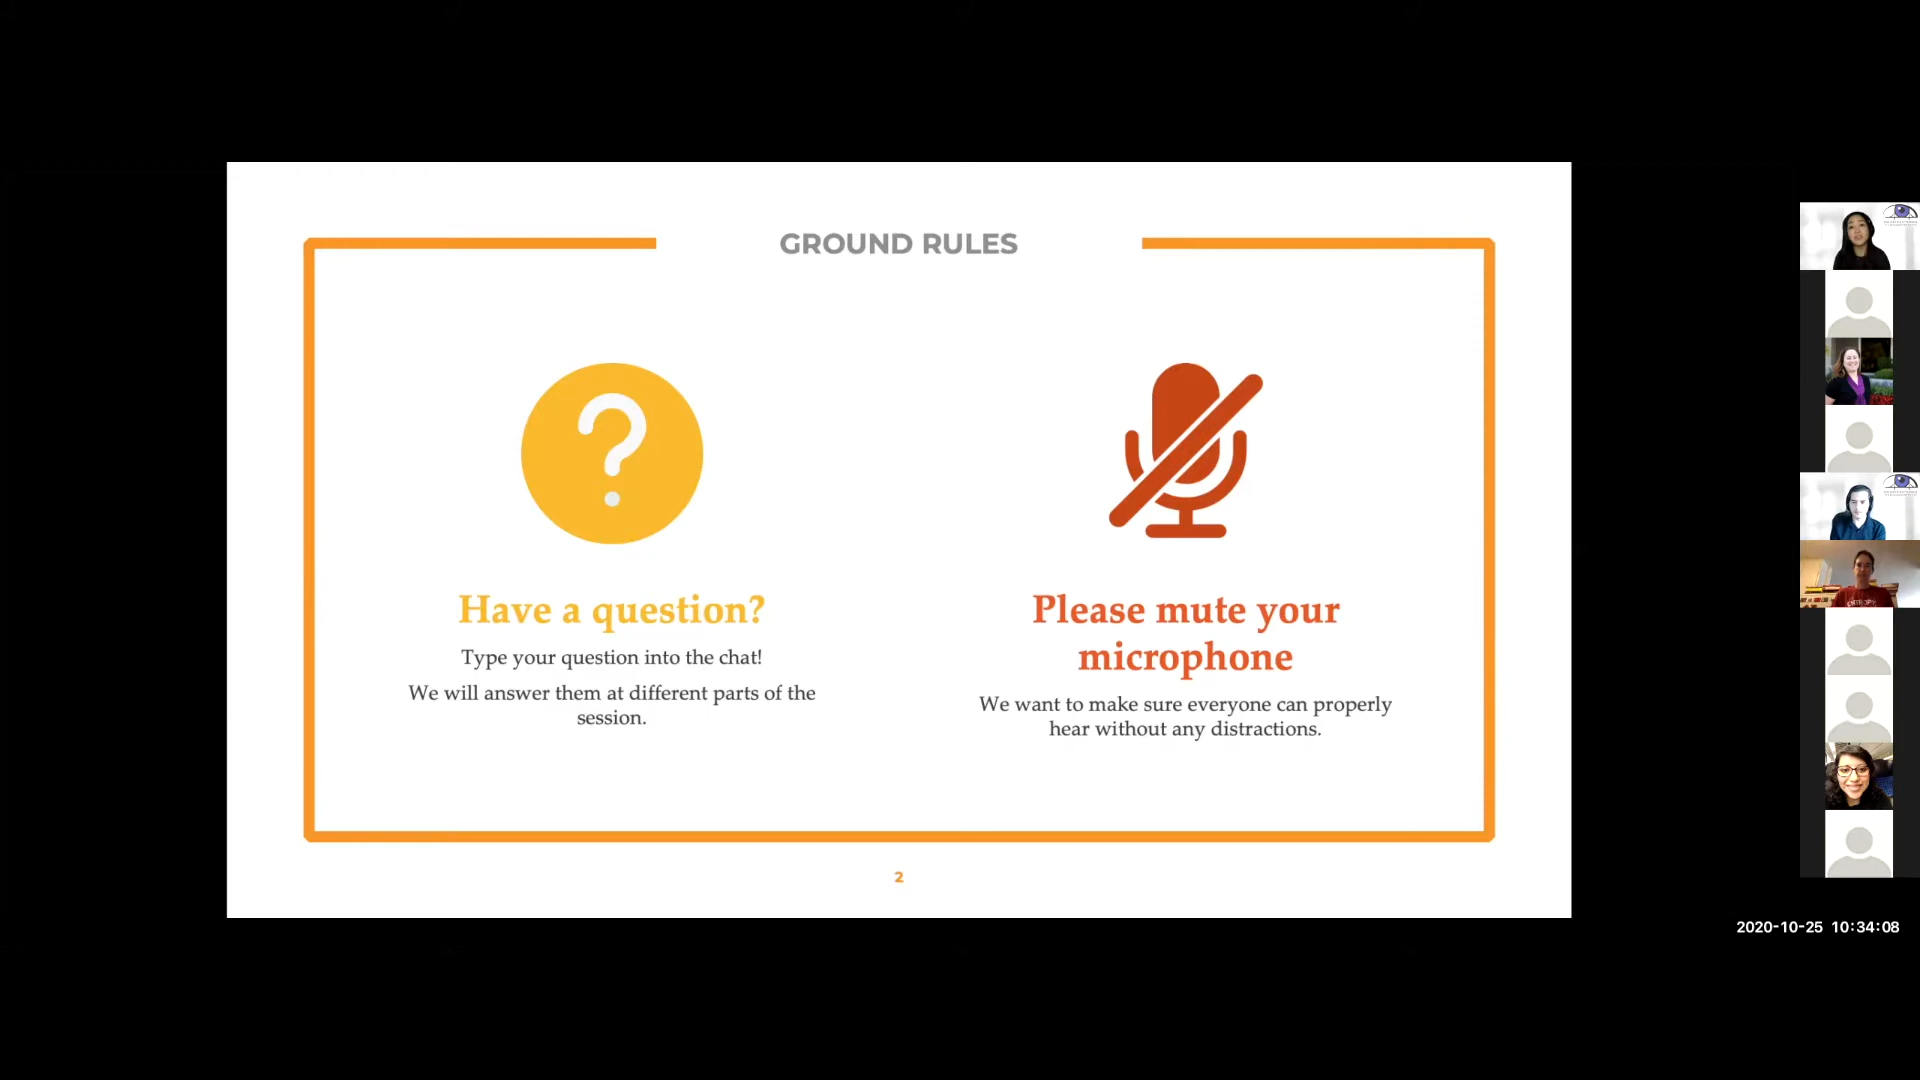 GROUND RULES
Have a question?
Type your question into the chat!
We will answer them at different parts of the
session.
Please mute your
microphone
We want to make sure everyone can properly
hear without any distractions.
2
ENTROPY
2020-10-25 10:34:08